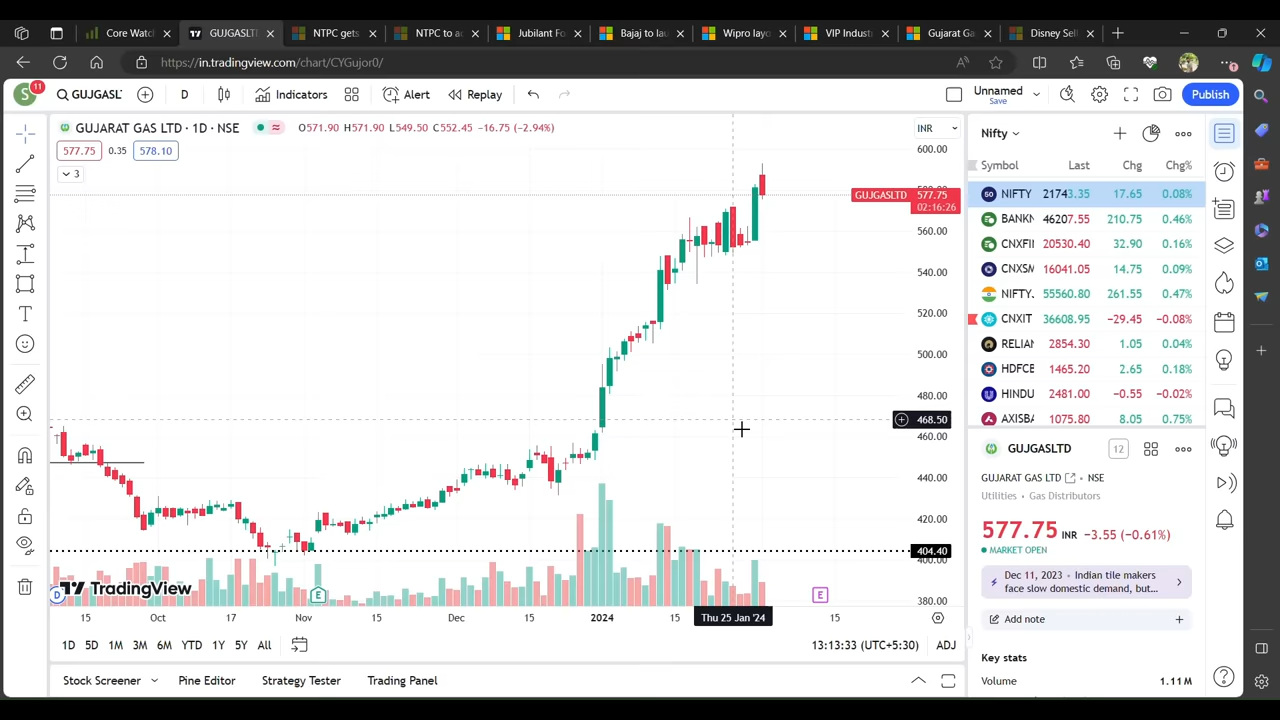 Core Watch
GUJGASLTD
NTPC gets
NTPC to ac
Jubilant Fo
Bajaj to lau
Wipro layo
VIP Indust
Gujarat Ga
Disney Sell
https://in.tradingview.com/chart/CYGujor0/
S 11
GUJGASL
D
Indicators
Alert
Replay
Unnamed
Save
Publish
GUJARAT GAS LTD · 1D · NSE
O571.90 H571.90 L549.50 C552.45 −16.75 (−2.94%)
INR
577.75 0.35 578.10
3
600.00
GUJGASLTD 577.75
02:16:26
560.00
540.00
520.00
500.00
480.00
468.50
460.00
440.00
420.00
404.40
400.00
380.00
TradingView
D
E
E
15 Oct 17 Nov 15 Dec 15 2024 15 Thu 25 Jan '24 15
1D 5D 1M 3M 6M YTD 1Y 5Y All
13:13:33 (UTC+5:30)
ADJ
Stock Screener
Pine Editor
Strategy Tester
Trading Panel
Nifty
Symbol Last Chg Chg%
50 NIFTY 21743.35 17.65 0.08%
BANKN 46207.55 210.75 0.46%
CNXFI 20530.40 32.90 0.16%
CNXSM 16041.05 14.75 0.09%
NIFTY. 55560.80 261.55 0.47%
CNXIT 36608.95 −29.45 −0.08%
RELIAN 2854.30 1.05 0.04%
HDFCE 1465.20 2.65 0.18%
HINDU 2481.00 −0.55 −0.02%
AXISBA 1075.80 8.05 0.75%
GUJGASLTD
12
GUJARAT GAS LTD • NSE
Utilities • Gas Distributors
577.75 INR −3.55 (−0.61%)
MARKET OPEN
Dec 11, 2023 • Indian tile makers
face slow domestic demand, but...
Add note
Key stats
Volume 1.11M